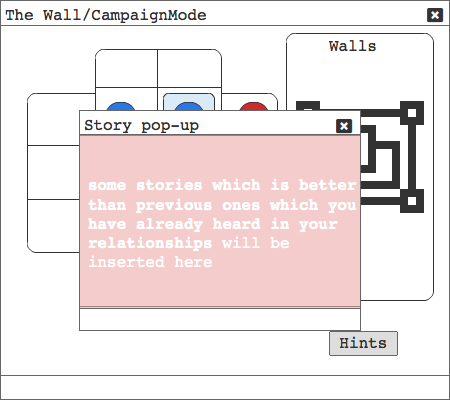 The Wall/CampaignMode
Walls
Story pop-up
some stories which is better
than previous ones which you
have already heard in your
relationships will be
inserted here
Hints